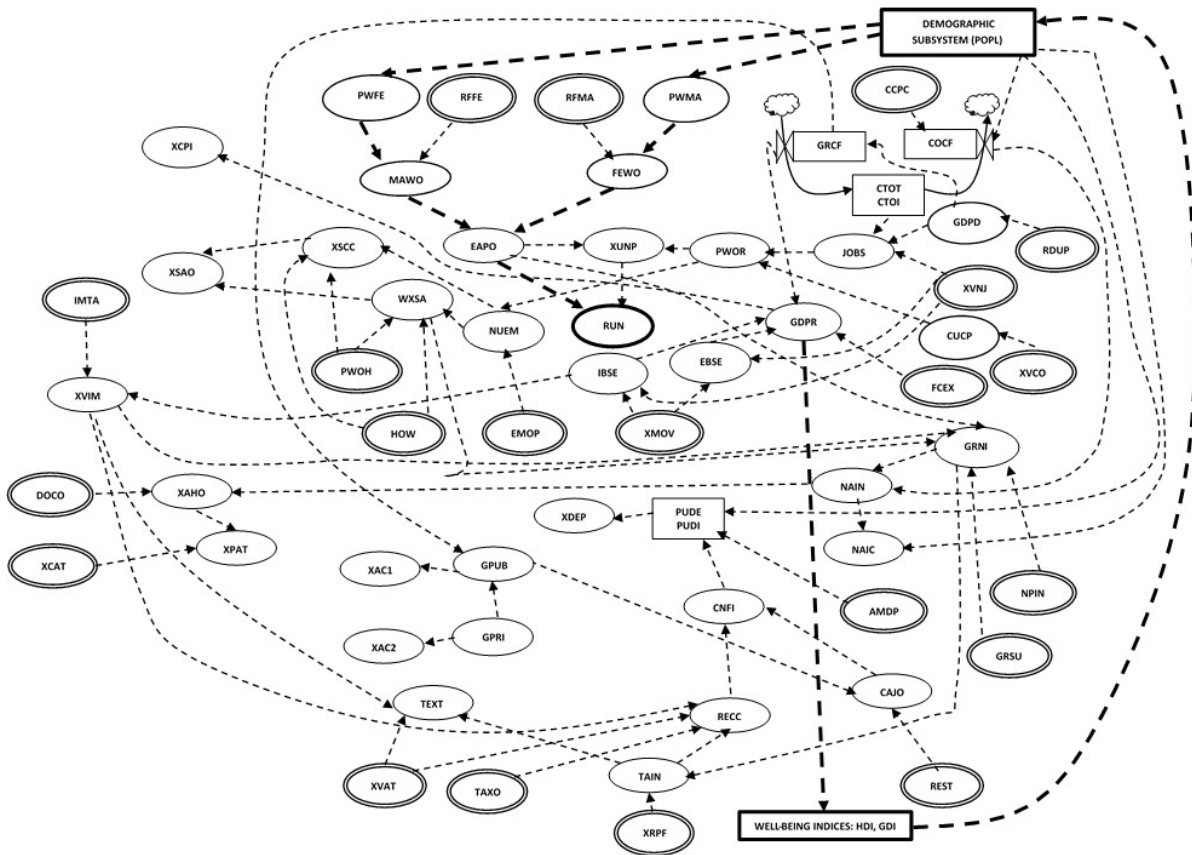 DEMOGRAPHIC
SUBSYSTEM (POPL)
PWFE
RFFE
RFMA
PWMA
CCPC
XCPI
GRCF
COCF
MAWO
FEWO
CTOT
CTOI
GDPD
RDUP
XSCC
EAPO
XUNP
PWOR
JOBS
XSAO
IMTA
WXSA
XVNJ
NUEM
RUN
GDPR
CUCP
PWOH
IBSE
EBSE
XVCO
FCEX
XVIM
HOW
EMOP
XMOV
GRNI
DOCO
XAHO
NAIN
XDEP
PUDE
PUDI
XPAT
NAIC
XCAT
XAC1
GPUB
NPIN
CNFI
AMDP
GPRI
XAC2
GRSU
TEXT
CAJO
RECC
XVAT
TAXO
TAIN
REST
XRPF
WELL-BEING INDICES: HDI, GDI